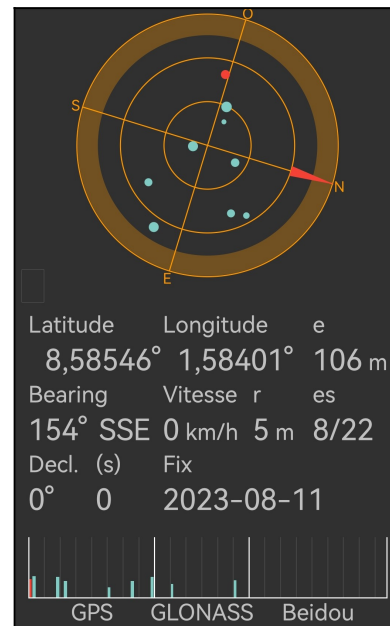 O
S
N
E
Latitude Longitude e
8,58546° 1,58401° 106 m
Bearing Vitesse r es
154° SSE 0 km/h 5 m 8/22
Decl. (s) Fix
0° 0 2023-08-11
GPS GLONASS Beidou